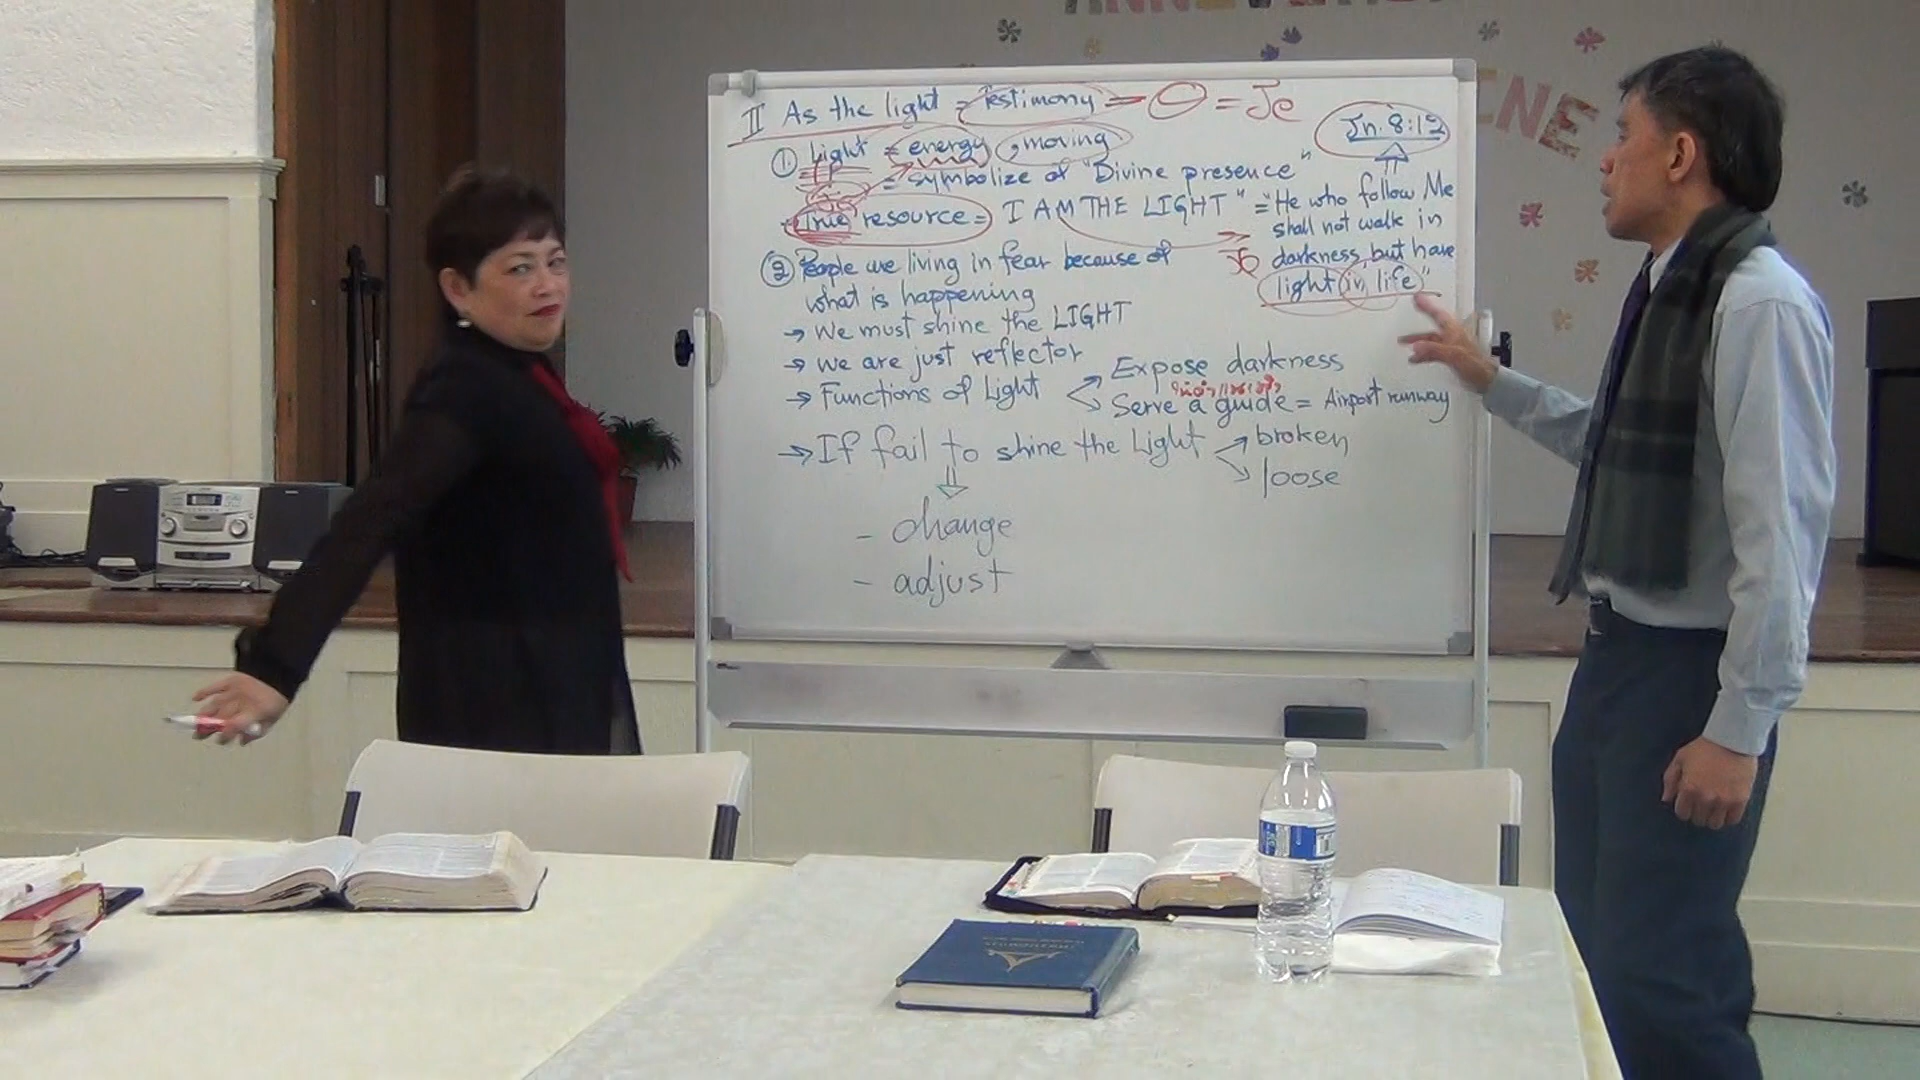 II As the light = Testimony → = Je
Jn. 8:12
① Light = energy, moving
= symbolize of "Divine presence"
- True resource = I AM THE LIGHT" = "He who follow Me
shall not walk in
darkness, but have
light in life"
② People are living in fear because of
what is happening
→ We must shine the LIGHT
→ we are just reflector
→ Functions of Light
Expose darkness
Serve a guide = Airport runway
→ If fail to shine the Light
broken
loose
- change
- adjust
INE